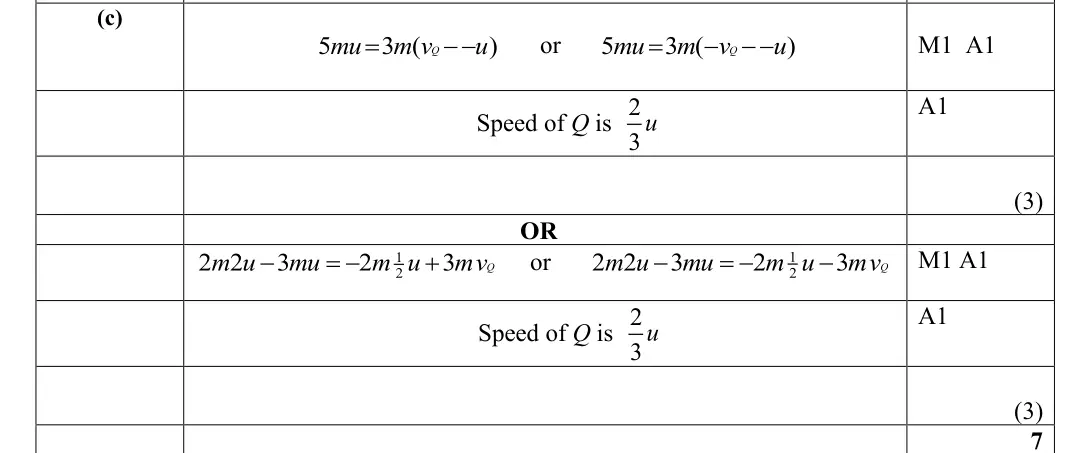 (c)
5mu=3m(v_Q − −u) or 5mu=3m(−v_Q − −u) M1 A1
Speed of Q is 2/3 u A1
(3)
OR
2m2u−3mu=−2m½u+3mv_Q or 2m2u−3mu=−2m½u−3mv_Q M1 A1
Speed of Q is 2/3 u A1
(3)
7